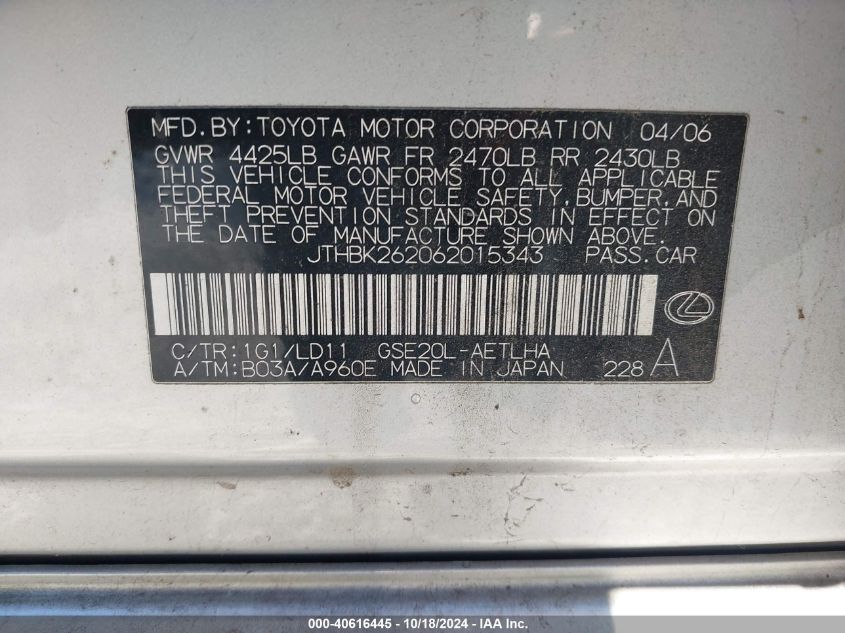 MFD. BY: TOYOTA MOTOR CORPORATION 04/06
GVWR 4425LB GAWR FR 2470LB RR 2430LB
THIS VEHICLE CONFORMS TO ALL APPLICABLE
FEDERAL MOTOR VEHICLE SAFETY, BUMPER, AND
THEFT PREVENTION STANDARDS IN EFFECT ON
THE DATE OF MANUFACTURE SHOWN ABOVE.
JTHBK262062015343 PASS. CAR
C/TR: 1G1/LD11 GSE20L-AETLHA
A/TM: B03A/A960E MADE IN JAPAN 228 A
000-40616445 - 10/18/2024 - IAA Inc.